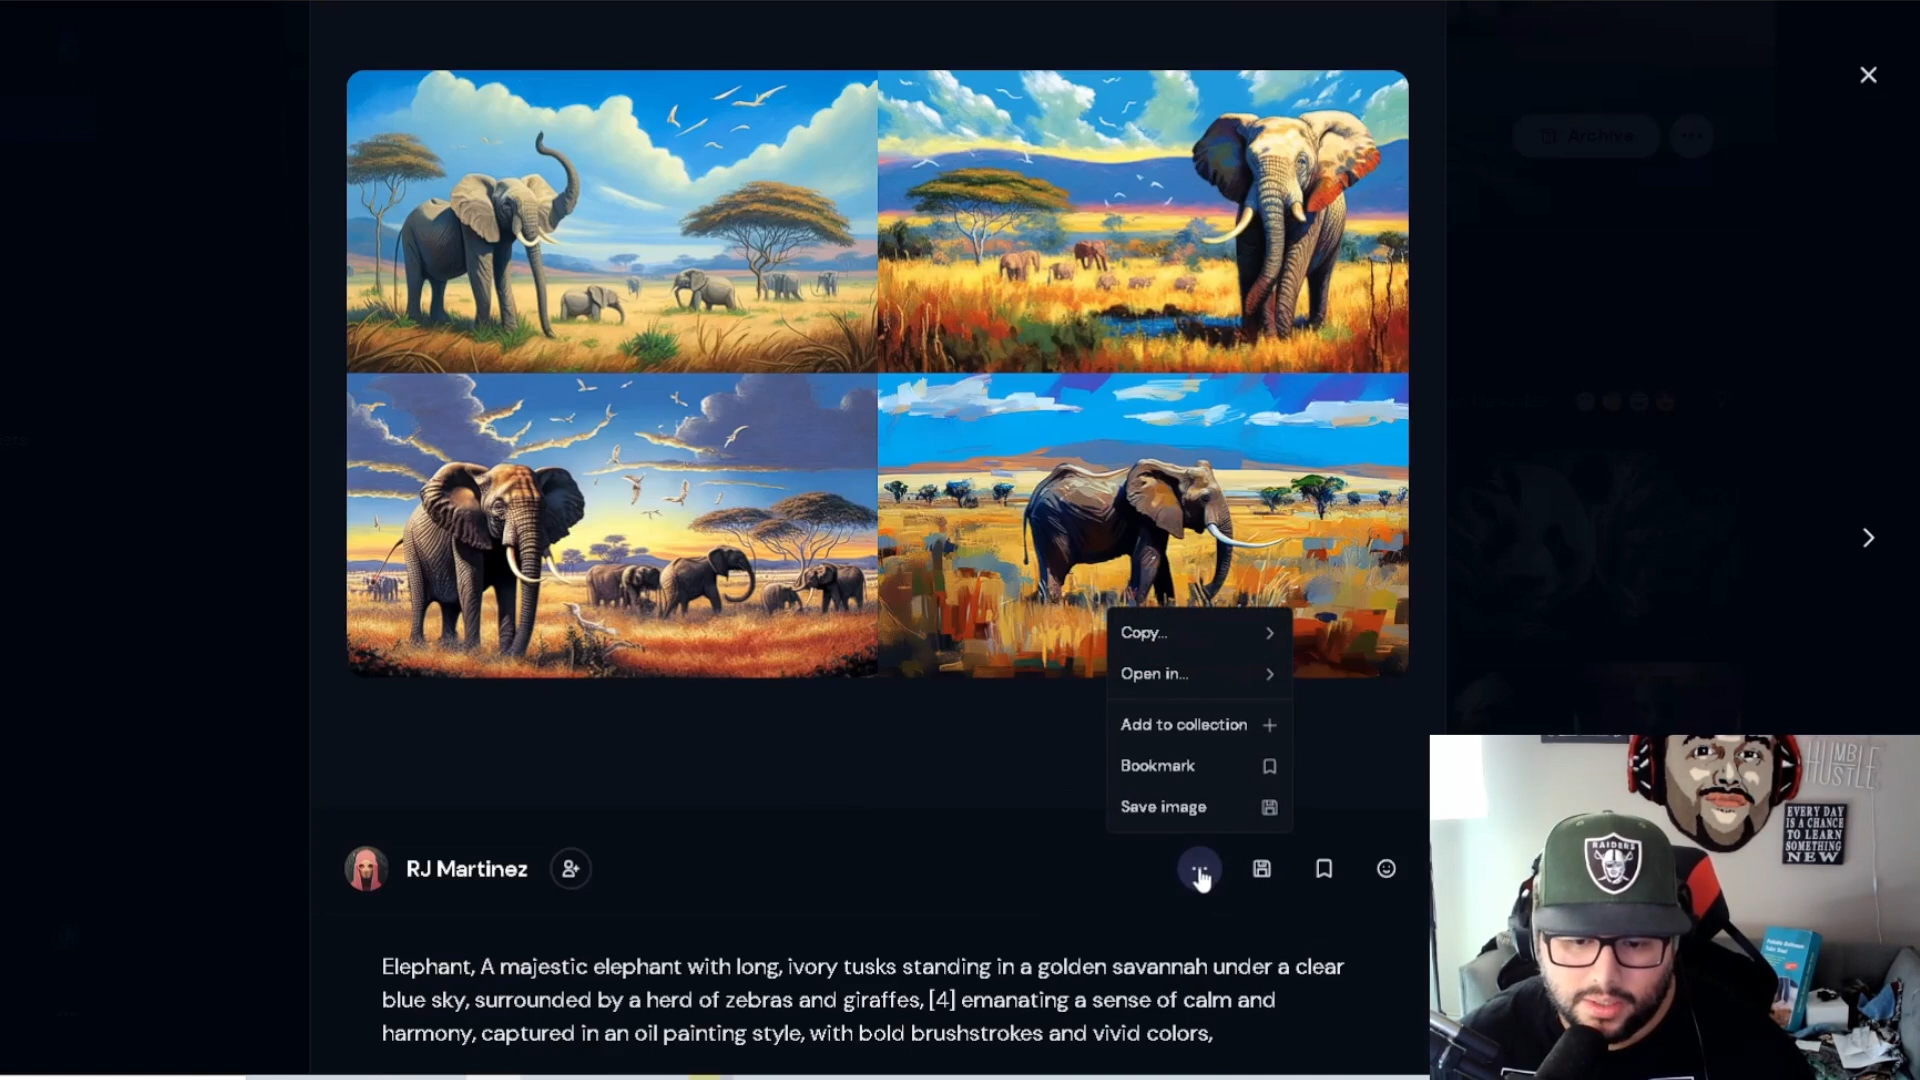 Archive
Copy...
Open in...
Add to collection
Bookmark
Save image
RJ Martinez
Elephant, A majestic elephant with long, ivory tusks standing in a golden savannah under a clear
blue sky, surrounded by a herd of zebras and giraffes, [4] emanating a sense of calm and
harmony, captured in an oil painting style, with bold brushstrokes and vivid colors,
HUMBLE
HUSTLE
EVERY DAY
IS A CHANCE
TO LEARN
SOMETHING
NEW
RAIDERS